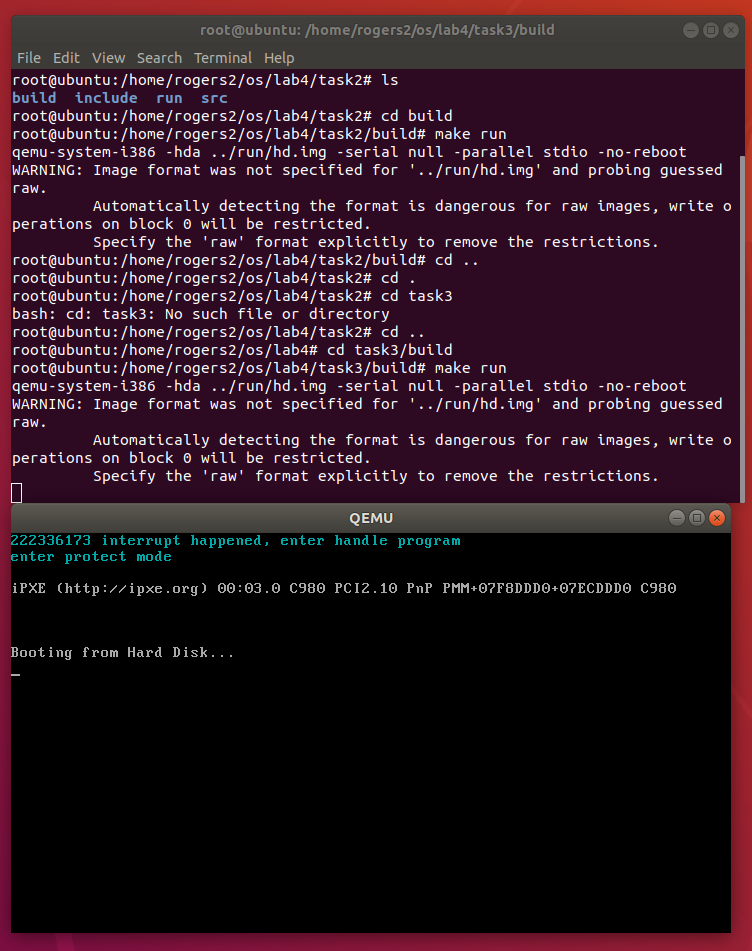 root@ubuntu: /home/rogers2/os/lab4/task3/build
File Edit View Search Terminal Help
root@ubuntu:/home/rogers2/os/lab4/task2# ls
build  include  run  src
root@ubuntu:/home/rogers2/os/lab4/task2# cd build
root@ubuntu:/home/rogers2/os/lab4/task2/build# make run
qemu-system-i386 -hda ../run/hd.img -serial null -parallel stdio -no-reboot
WARNING: Image format was not specified for '../run/hd.img' and probing guessed
raw.
         Automatically detecting the format is dangerous for raw images, write o
perations on block 0 will be restricted.
         Specify the 'raw' format explicitly to remove the restrictions.
root@ubuntu:/home/rogers2/os/lab4/task2/build# cd ..
root@ubuntu:/home/rogers2/os/lab4/task2# cd .
root@ubuntu:/home/rogers2/os/lab4/task2# cd task3
bash: cd: task3: No such file or directory
root@ubuntu:/home/rogers2/os/lab4/task2# cd ..
root@ubuntu:/home/rogers2/os/lab4# cd task3/build
root@ubuntu:/home/rogers2/os/lab4/task3/build# make run
qemu-system-i386 -hda ../run/hd.img -serial null -parallel stdio -no-reboot
WARNING: Image format was not specified for '../run/hd.img' and probing guessed
raw.
         Automatically detecting the format is dangerous for raw images, write o
perations on block 0 will be restricted.
         Specify the 'raw' format explicitly to remove the restrictions.
QEMU
222336173 interrupt happened, enter handle program
enter protect mode
iPXE (http://ipxe.org) 00:03.0 C980 PCI2.10 PnP PMM+07F8DDD0+07ECDDD0 C980
Booting from Hard Disk...